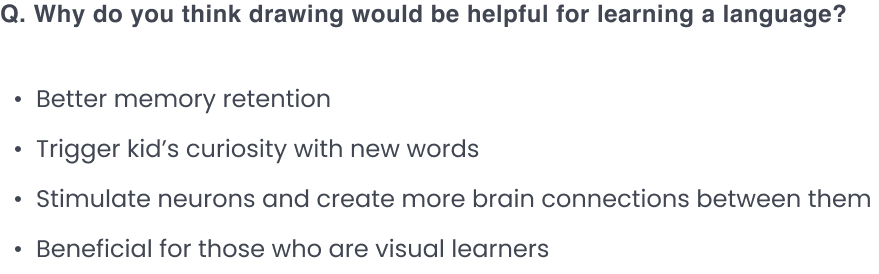 Q. Why do you think drawing would be helpful for learning a language?
• Better memory retention
• Trigger kid’s curiosity with new words
• Stimulate neurons and create more brain connections between them
• Beneficial for those who are visual learners